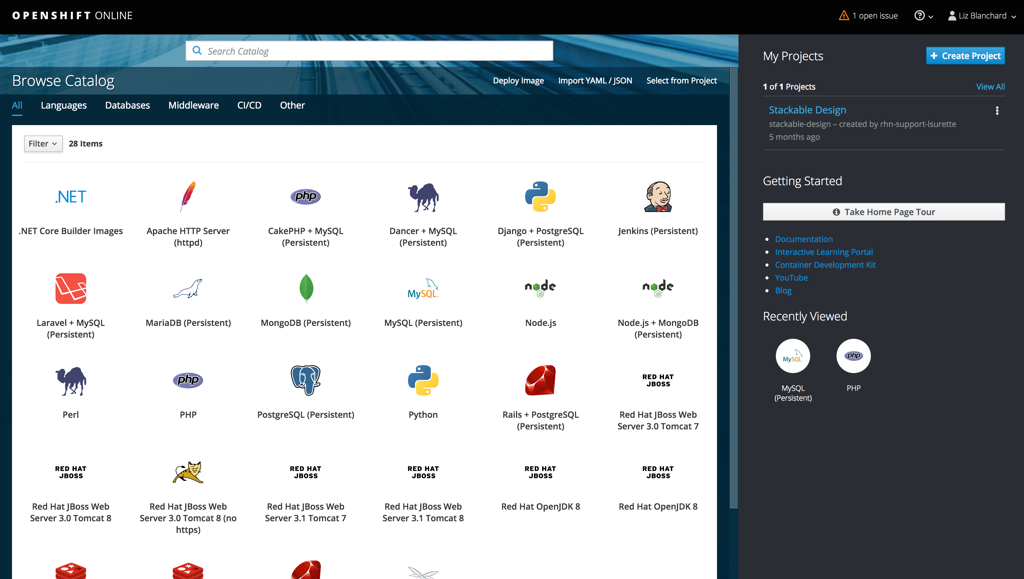 OPENSHIFT ONLINE
1 open issue
Liz Blanchard
Search Catalog
Browse Catalog
Deploy Image
Import YAML / JSON
Select from Project
All
Languages
Databases
Middleware
CI/CD
Other
Filter
28 Items
.NET
php
.NET Core Builder Images
Apache HTTP Server
(httpd)
CakePHP + MySQL
(Persistent)
Dancer + MySQL
(Persistent)
Django + PostgreSQL
(Persistent)
Jenkins (Persistent)
MySQL
node
node
Laravel + MySQL
(Persistent)
MariaDB (Persistent)
MongoDB (Persistent)
MySQL (Persistent)
Node.js
Node.js + MongoDB
(Persistent)
php
RED HAT
JBOSS
Perl
PHP
PostgreSQL (Persistent)
Python
Rails + PostgreSQL
(Persistent)
Red Hat JBoss Web
Server 3.0 Tomcat 7
RED HAT
JBOSS
RED HAT
JBOSS
RED HAT
JBOSS
RED HAT
JBOSS
RED HAT
JBOSS
Red Hat JBoss Web
Server 3.0 Tomcat 8
Red Hat JBoss Web
Server 3.0 Tomcat 8 (no
https)
Red Hat JBoss Web
Server 3.1 Tomcat 7
Red Hat JBoss Web
Server 3.1 Tomcat 8
Red Hat OpenJDK 8
Red Hat OpenJDK 8
My Projects
+ Create Project
1 of 1 Projects
View All
Stackable Design
stackable-design – created by rhn-support-lsurette
5 months ago
Getting Started
Take Home Page Tour
Documentation
Interactive Learning Portal
Container Development Kit
YouTube
Blog
Recently Viewed
MySQL
php
MySQL
(Persistent)
PHP